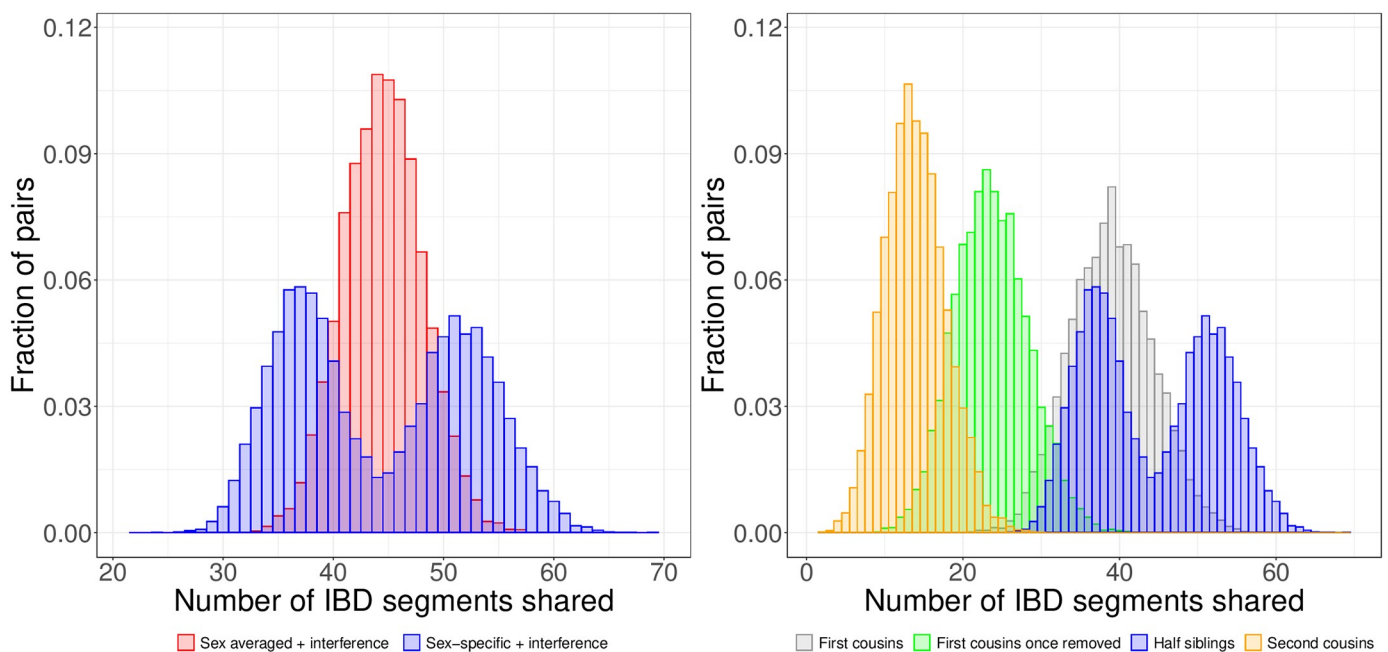 0.12
0.09
0.06
0.03
0.00
Fraction of pairs
20 30 40 50 60 70
Number of IBD segments shared
Sex averaged + interference Sex−specific + interference
0.12
0.09
0.06
0.03
0.00
Fraction of pairs
0 20 40 60
Number of IBD segments shared
First cousins First cousins once removed Half siblings Second cousins